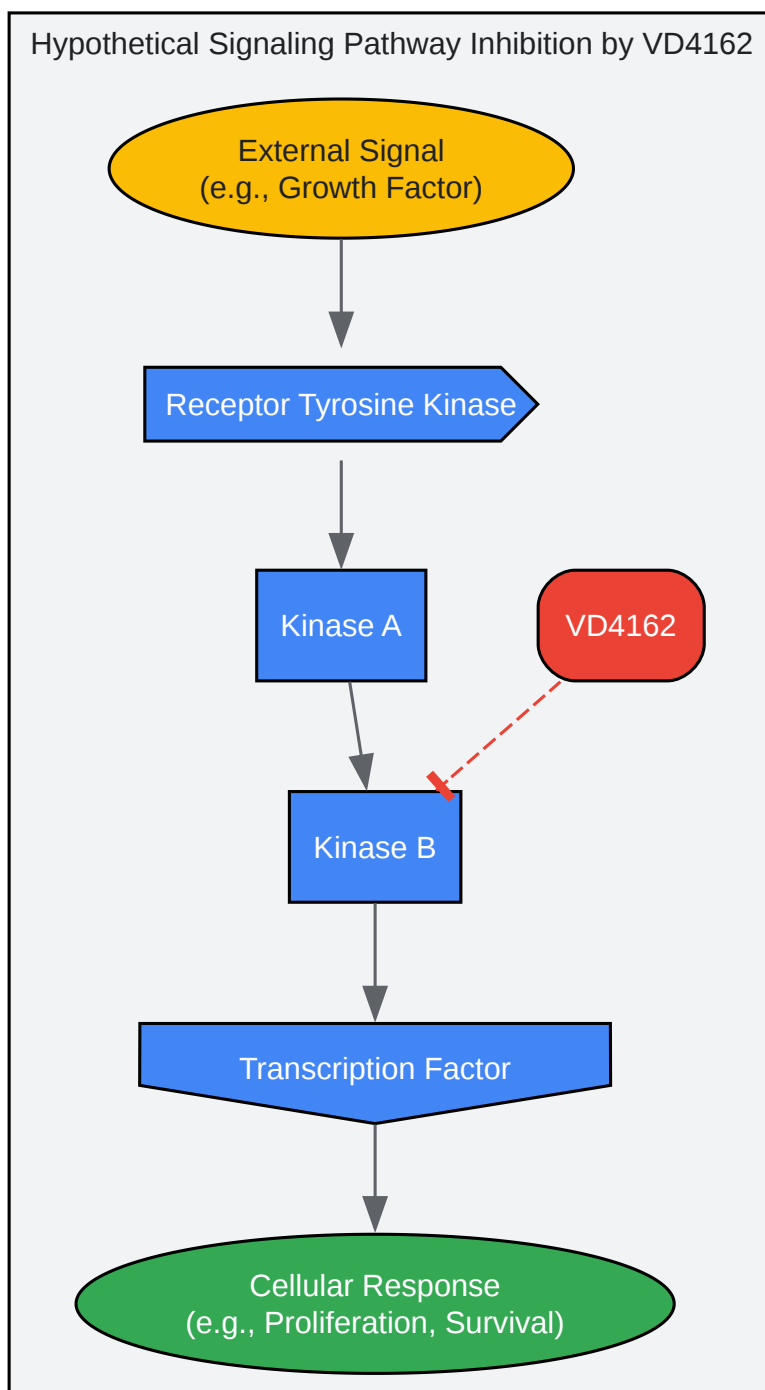 Hypothetical Signaling Pathway Inhibition by VD4162
External Signal
(e.g., Growth Factor)
Receptor Tyrosine Kinase
Kinase A
VD4162
Kinase B
Transcription Factor
Cellular Response
(e.g., Proliferation, Survival)